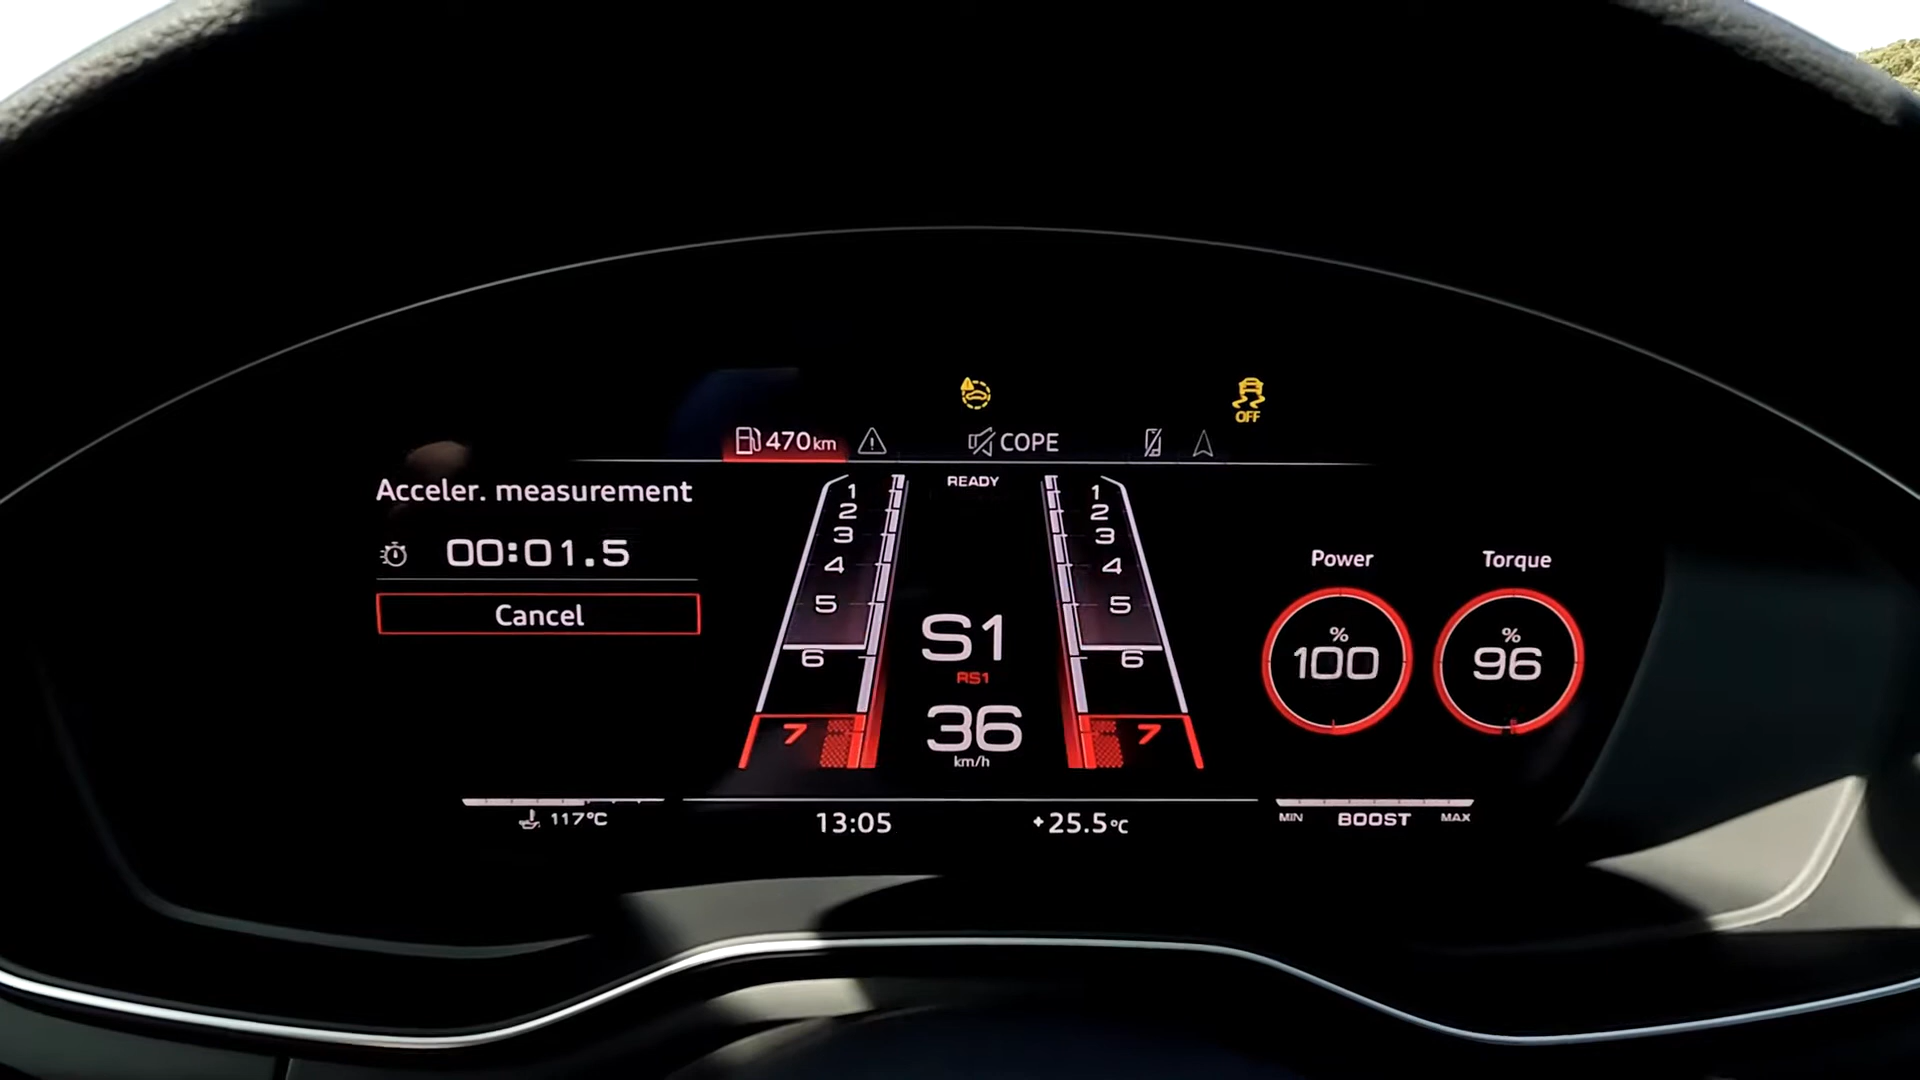 OFF
470 km
COPE
READY
Acceler. measurement
00:01.5
Cancel
1
2
3
4
5
6
7
S1
RS1
36
km/h
1
2
3
4
5
6
7
Power
%
100
Torque
%
96
117°C
13:05
+25.5°C
MIN BOOST MAX